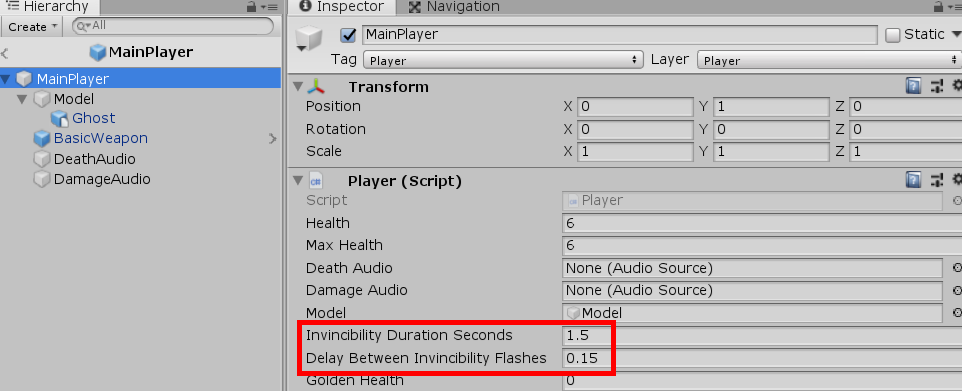 Hierarchy
Create
All
MainPlayer
MainPlayer
Model
Ghost
BasicWeapon
DeathAudio
DamageAudio
Inspector Navigation
MainPlayer Static
Tag Player Layer Player
Transform
Position X 0 Y 1 Z 0
Rotation X 0 Y 0 Z 0
Scale X 1 Y 1 Z 1
Player (Script)
Script Player
Health 6
Max Health 6
Death Audio None (Audio Source)
Damage Audio None (Audio Source)
Model Model
Invincibility Duration Seconds 1.5
Delay Between Invincibility Flashes 0.15
Golden Health 0